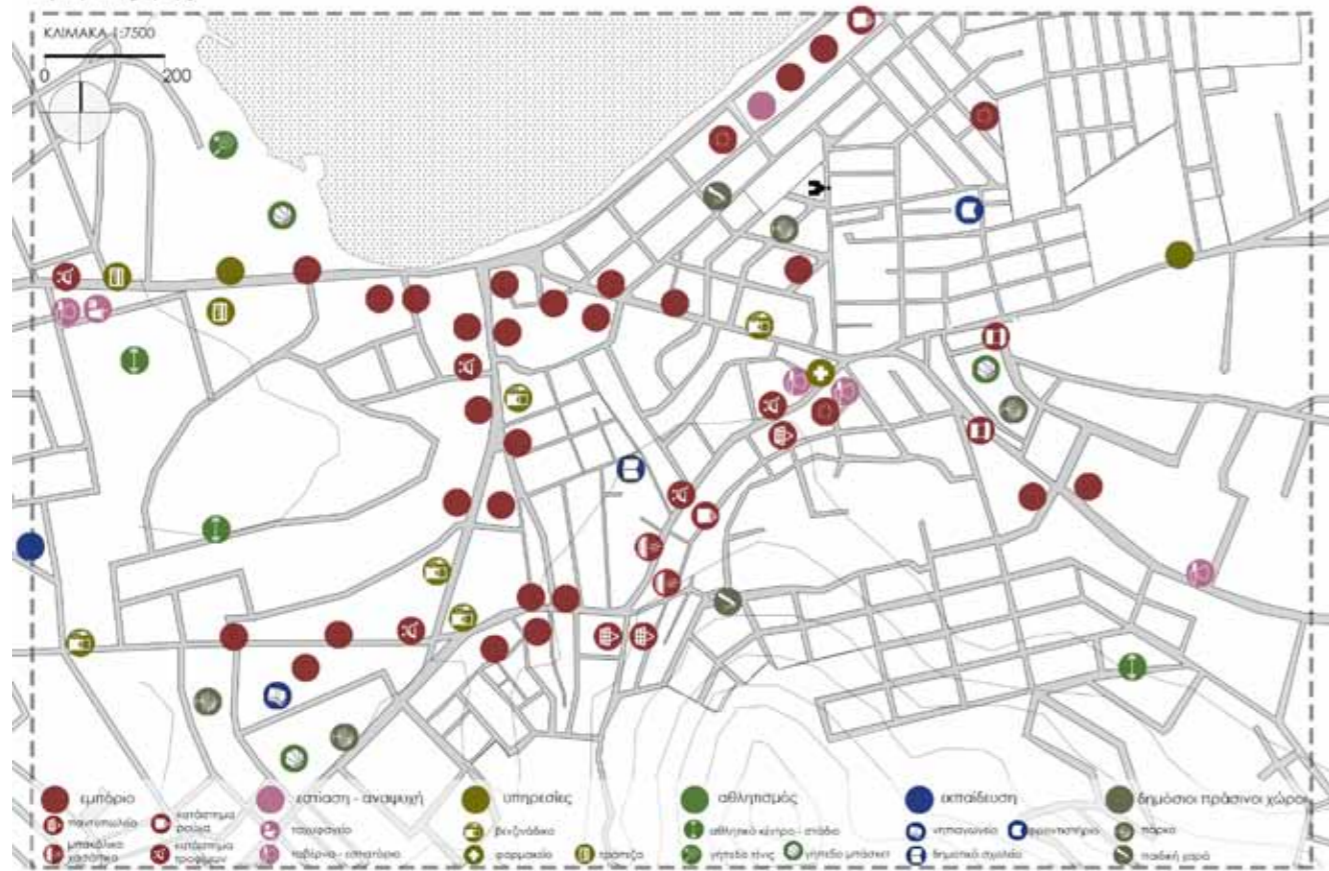 ΚΛΙΜΑΚΑ 1:7500
0 200
εμπόριο
εστίαση - αναψυχή
υπηρεσίες
αθλητισμός
εκπαίδευση
δημόσιοι πράσινοι χώροι
παντοπωλείο
κατάστημα ρούχα
ταχυφαγείο
βενζινάδικο
αθλητικό κέντρο - στάδιο
νηπιαγωγείο
φροντιστήριο
πάρκο
μπακάλικο χασάπικο
κατάστημα τροφίμων
ταβέρνα - εστιατόριο
φαρμακείο
τράπεζα
γήπεδο τένις
γήπεδο μπάσκετ
δημοτικό σχολείο
παιδική χαρά